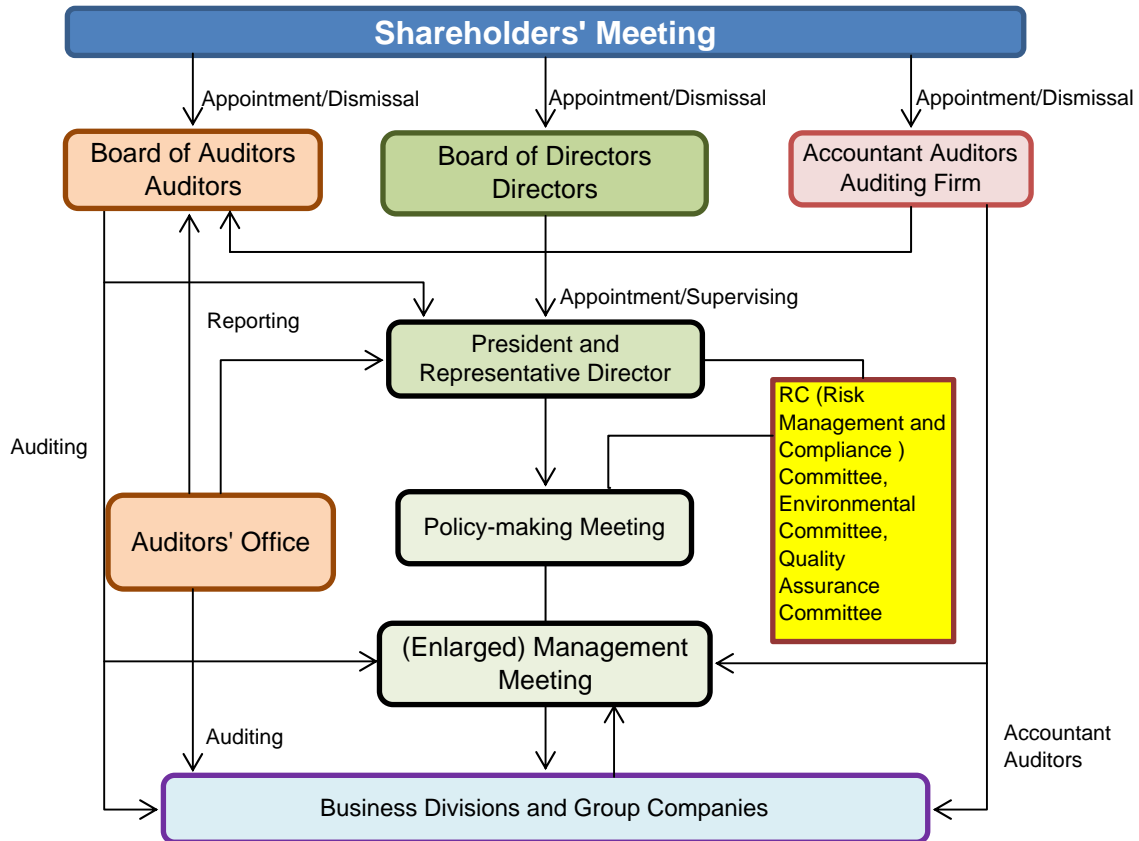 Shareholders' Meeting
Appointment/Dismissal
Appointment/Dismissal
Appointment/Dismissal
Board of Auditors
Auditors
Board of Directors
Directors
Accountant Auditors
Auditing Firm
Appointment/Supervising
Reporting
President and
Representative Director
RC (Risk
Management and
Compliance )
Committee,
Environmental
Committee,
Quality
Assurance
Committee
Auditing
Auditors' Office
Policy-making Meeting
(Enlarged) Management
Meeting
Auditing
Accountant
Auditors
Business Divisions and Group Companies